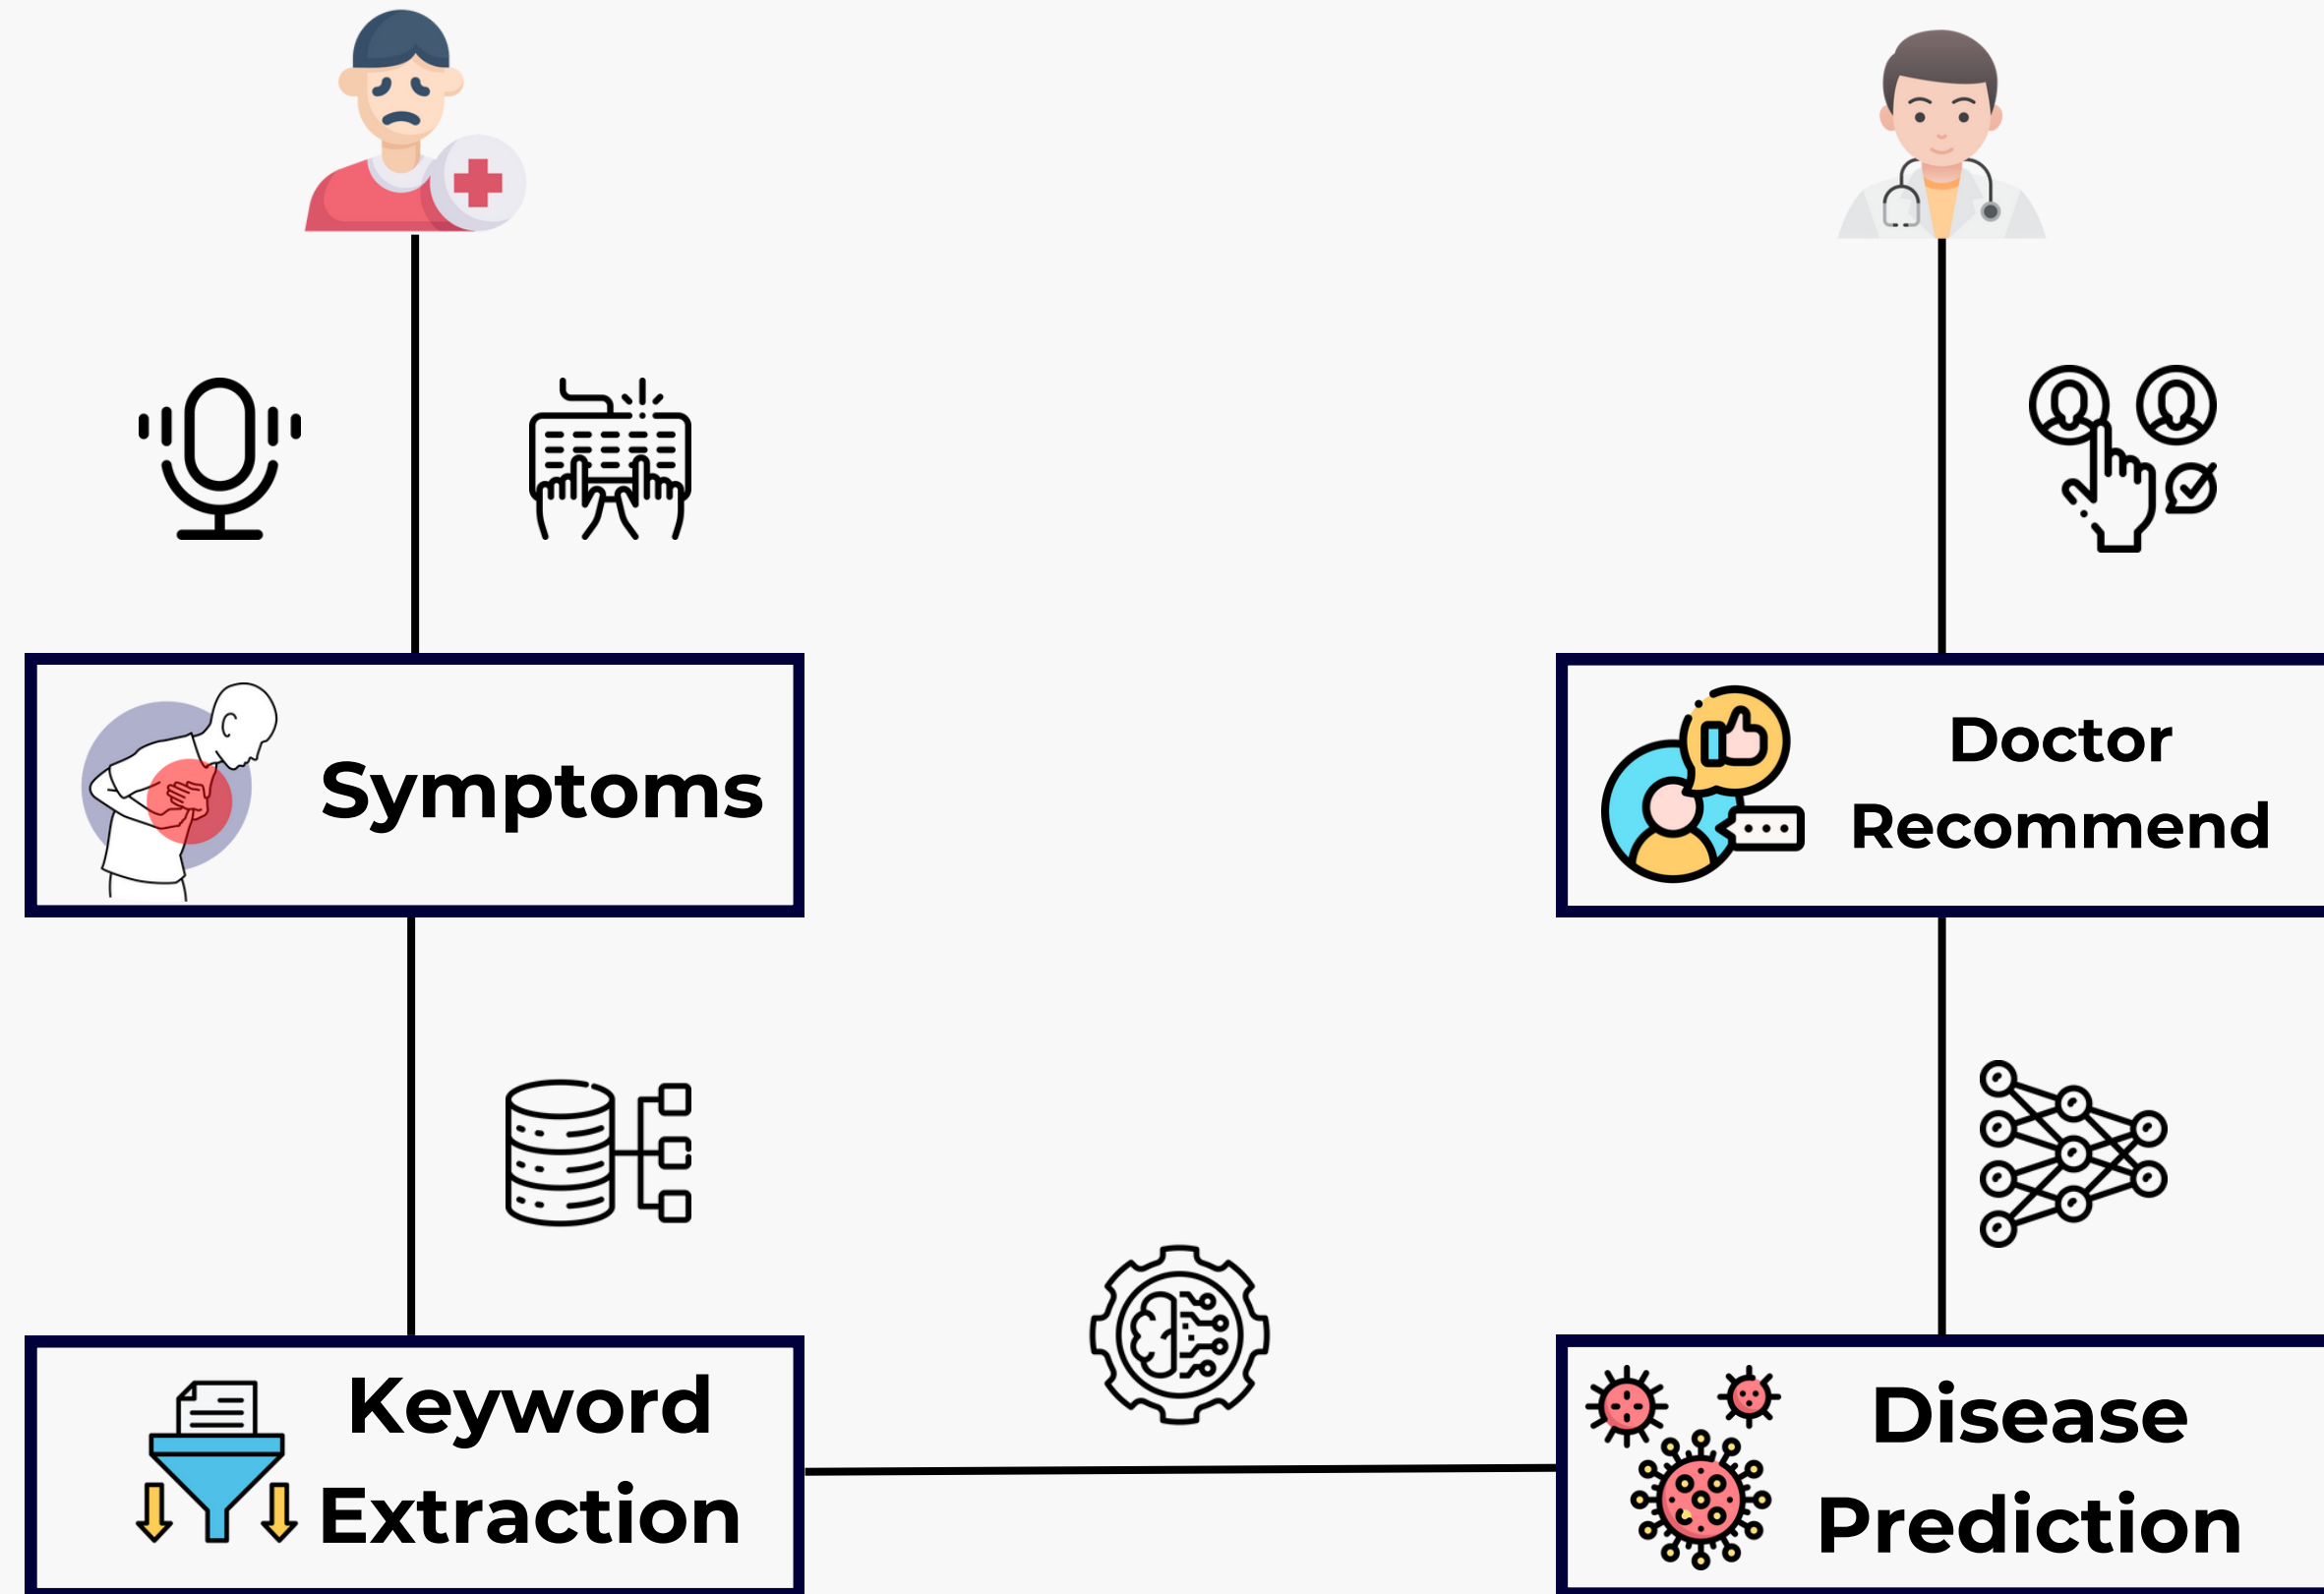 Symptoms
Doctor
Recommend
Keyword
Extraction
Disease
Prediction